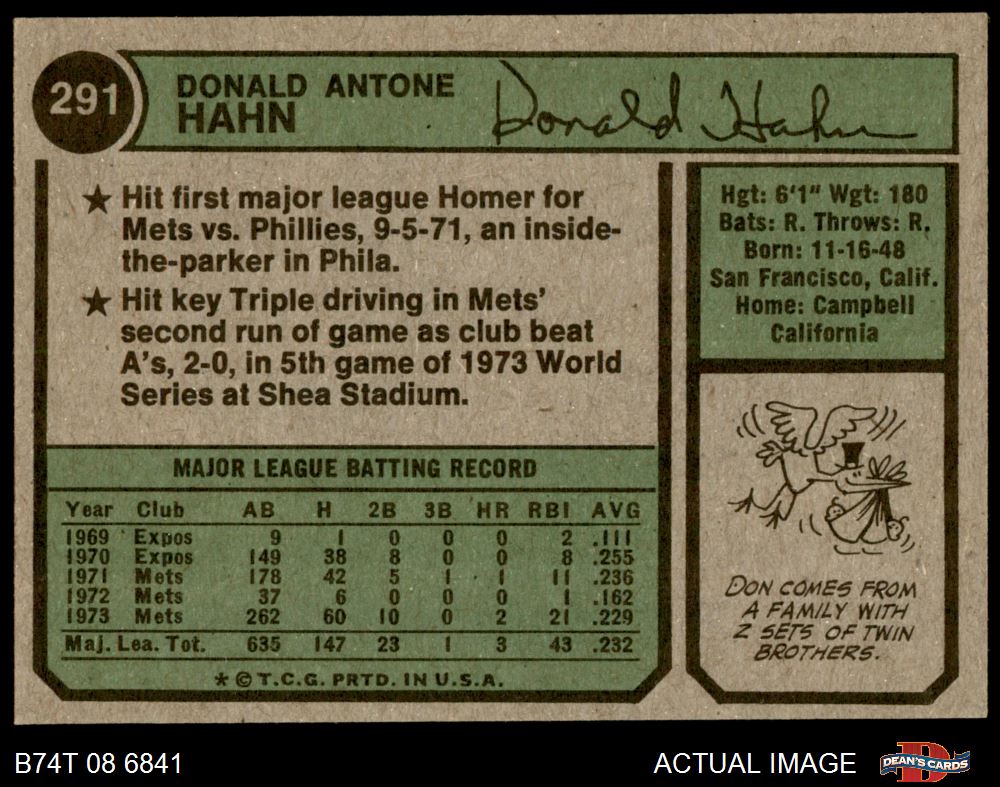 291
DONALD ANTONE
HAHN
Donald Hahn
★ Hit first major league Homer for
Mets vs. Phillies, 9-5-71, an inside-
the-parker in Phila.
★ Hit key Triple driving in Mets'
second run of game as club beat
A's, 2-0, in 5th game of 1973 World
Series at Shea Stadium.
Hgt: 6'1" Wgt: 180
Bats: R. Throws: R.
Born: 11-16-48
San Francisco, Calif.
Home: Campbell
California
MAJOR LEAGUE BATTING RECORD
Year Club AB H 2B 3B HR RBI AVG
1969 Expos 9 1 0 0 0 2 .111
1970 Expos 149 38 8 0 0 8 .255
1971 Mets 178 42 5 1 1 11 .236
1972 Mets 37 6 0 0 0 1 .162
1973 Mets 262 60 10 0 2 21 .229
Maj. Lea. Tot. 635 147 23 1 3 43 .232
* © T.C.G. PRTD. IN U.S.A.
DON COMES FROM
A FAMILY WITH
2 SETS OF TWIN
BROTHERS.
B74T 08 6841
ACTUAL IMAGE
D
DEAN'S CARDS